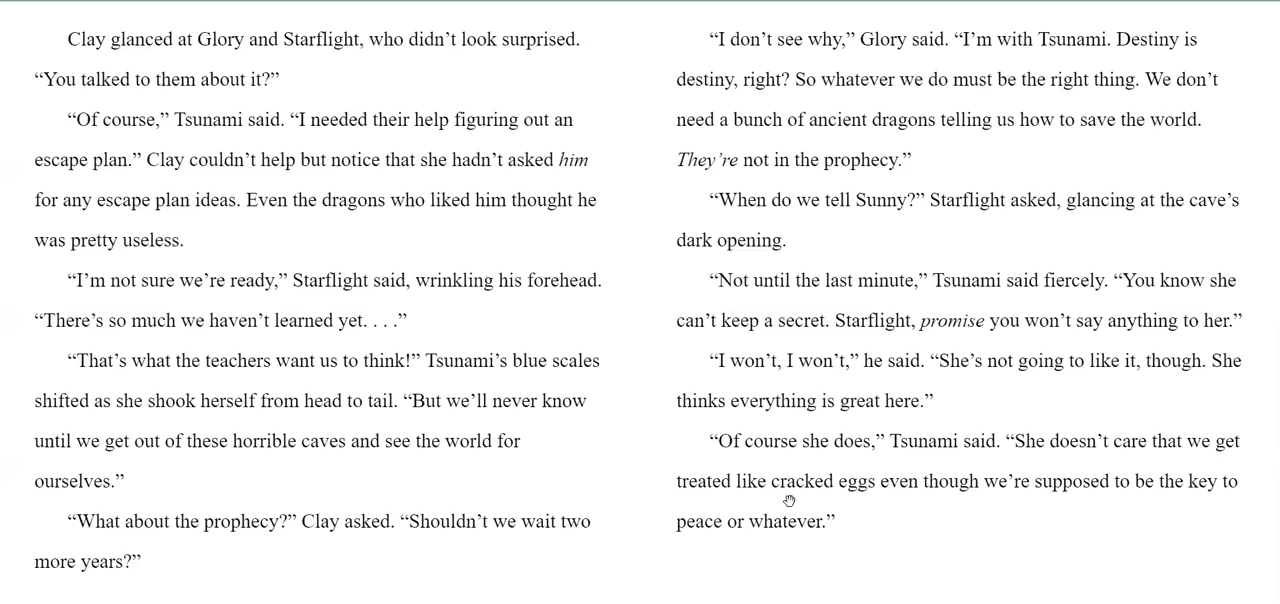 Clay glanced at Glory and Starflight, who didn’t look surprised.
“You talked to them about it?”
“Of course,” Tsunami said. “I needed their help figuring out an
escape plan.” Clay couldn’t help but notice that she hadn’t asked him
for any escape plan ideas. Even the dragons who liked him thought he
was pretty useless.
“I’m not sure we’re ready,” Starflight said, wrinkling his forehead.
“There’s so much we haven’t learned yet. . . .”
“That’s what the teachers want us to think!” Tsunami’s blue scales
shifted as she shook herself from head to tail. “But we’ll never know
until we get out of these horrible caves and see the world for
ourselves.”
“What about the prophecy?” Clay asked. “Shouldn’t we wait two
more years?”
“I don’t see why,” Glory said. “I’m with Tsunami. Destiny is
destiny, right? So whatever we do must be the right thing. We don’t
need a bunch of ancient dragons telling us how to save the world.
They’re not in the prophecy.”
“When do we tell Sunny?” Starflight asked, glancing at the cave’s
dark opening.
“Not until the last minute,” Tsunami said fiercely. “You know she
can’t keep a secret. Starflight, promise you won’t say anything to her.”
“I won’t, I won’t,” he said. “She’s not going to like it, though. She
thinks everything is great here.”
“Of course she does,” Tsunami said. “She doesn’t care that we get
treated like cracked eggs even though we’re supposed to be the key to
peace or whatever.”